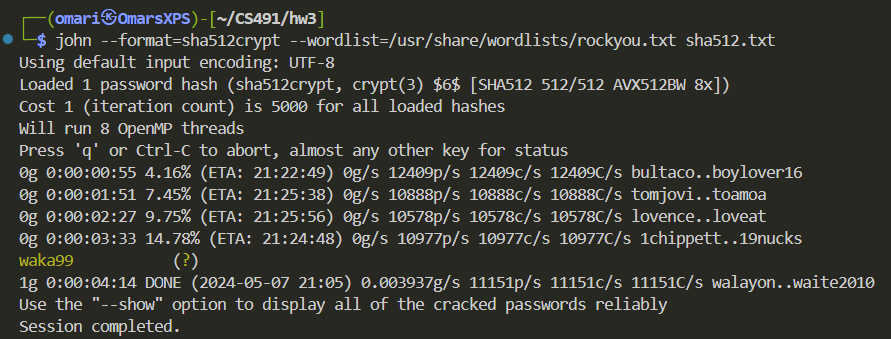 ┌──(omari㉿OmarsXPS)-[~/CS491/hw3]
└─$ john --format=sha512crypt --wordlist=/usr/share/wordlists/rockyou.txt sha512.txt
Using default input encoding: UTF-8
Loaded 1 password hash (sha512crypt, crypt(3) $6$ [SHA512 512/512 AVX512BW 8x])
Cost 1 (iteration count) is 5000 for all loaded hashes
Will run 8 OpenMP threads
Press 'q' or Ctrl-C to abort, almost any other key for status
0g 0:00:00:55 4.16% (ETA: 21:22:49) 0g/s 12409p/s 12409c/s 12409C/s bultaco..boylover16
0g 0:00:01:51 7.45% (ETA: 21:25:38) 0g/s 10888p/s 10888c/s 10888C/s tomjovi..toamoa
0g 0:00:02:27 9.75% (ETA: 21:25:56) 0g/s 10578p/s 10578c/s 10578C/s lovence..loveat
0g 0:00:03:33 14.78% (ETA: 21:24:48) 0g/s 10977p/s 10977c/s 10977C/s 1chippett..19nucks
waka99           (?)
1g 0:00:04:14 DONE (2024-05-07 21:05) 0.003937g/s 11151p/s 11151c/s 11151C/s walayon..waite2010
Use the "--show" option to display all of the cracked passwords reliably
Session completed.